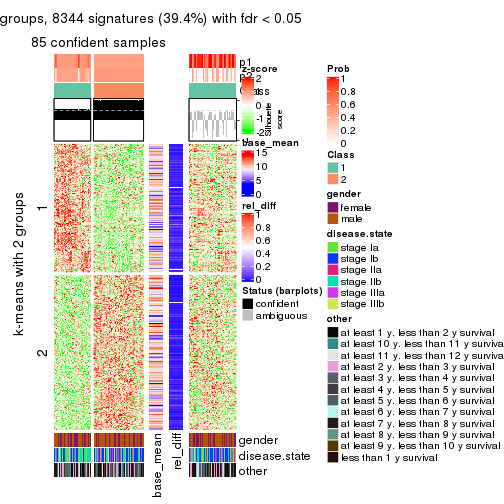 groups, 8344 signatures (39.4%) with fdr < 0.05
85 confident samples
p1
p2
Class
Silhouette
score
k-means with 2 groups
1
2
gender
disease.state
other
base_mean
rel_diff
z-score
2
1
0
-1
-2
base_mean
15
10
5
0
rel_diff
1
0.8
0.6
0.4
0.2
0
Status (barplots)
confident
ambiguous
Prob
1
0.8
0.6
0.4
0.2
0
Class
1
2
gender
female
male
disease.state
stage Ia
stage Ib
stage IIa
stage IIb
stage IIIa
stage IIIb
other
at least 1 y. less than 2 y survival
at least 10 y. less than 11 y surviva
at least 11 y. less than 12 y surviva
at least 2 y. less than 3 y survival
at least 3 y. less than 4 y survival
at least 4 y. less than 5 y survival
at least 5 y. less than 6 y survival
at least 6 y. less than 7 y survival
at least 7 y. less than 8 y survival
at least 8 y. less than 9 y survival
at least 9 y. less than 10 y survival
less than 1 y survival